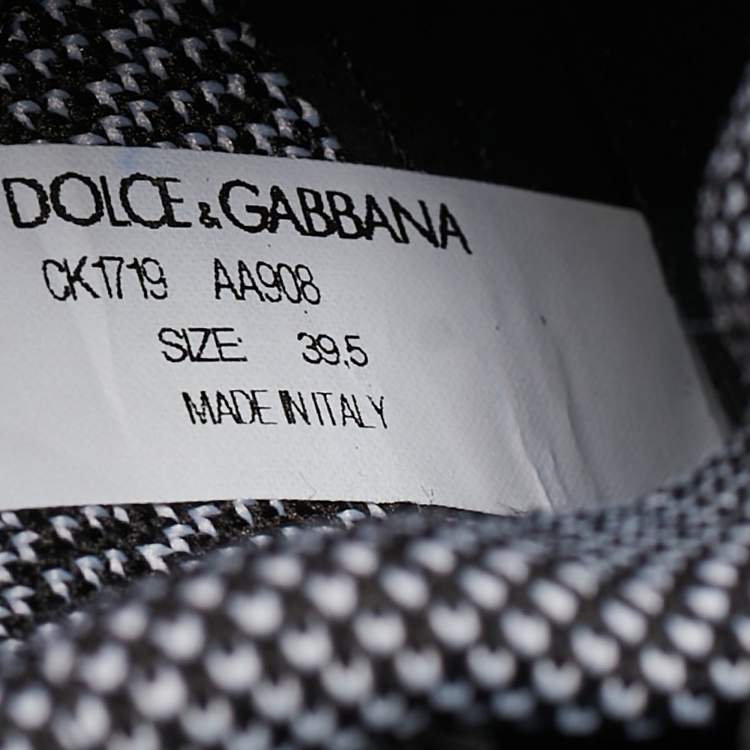 DOLCE & GABBANA
CK1719 AA908
SIZE: 39,5
MADE IN ITALY